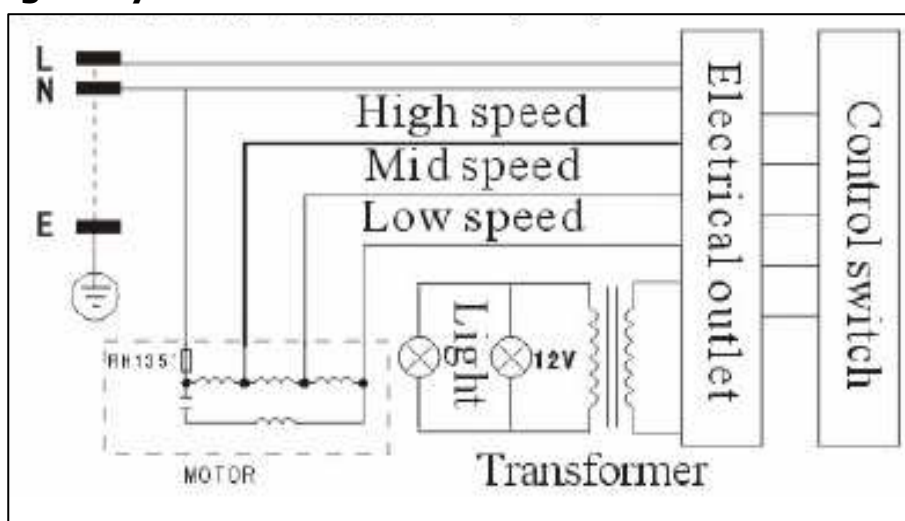 L
N
High speed
Mid speed
Low speed
E
Electrical outlet
Control switch
RH135°
Light
12V
MOTOR
Transformer